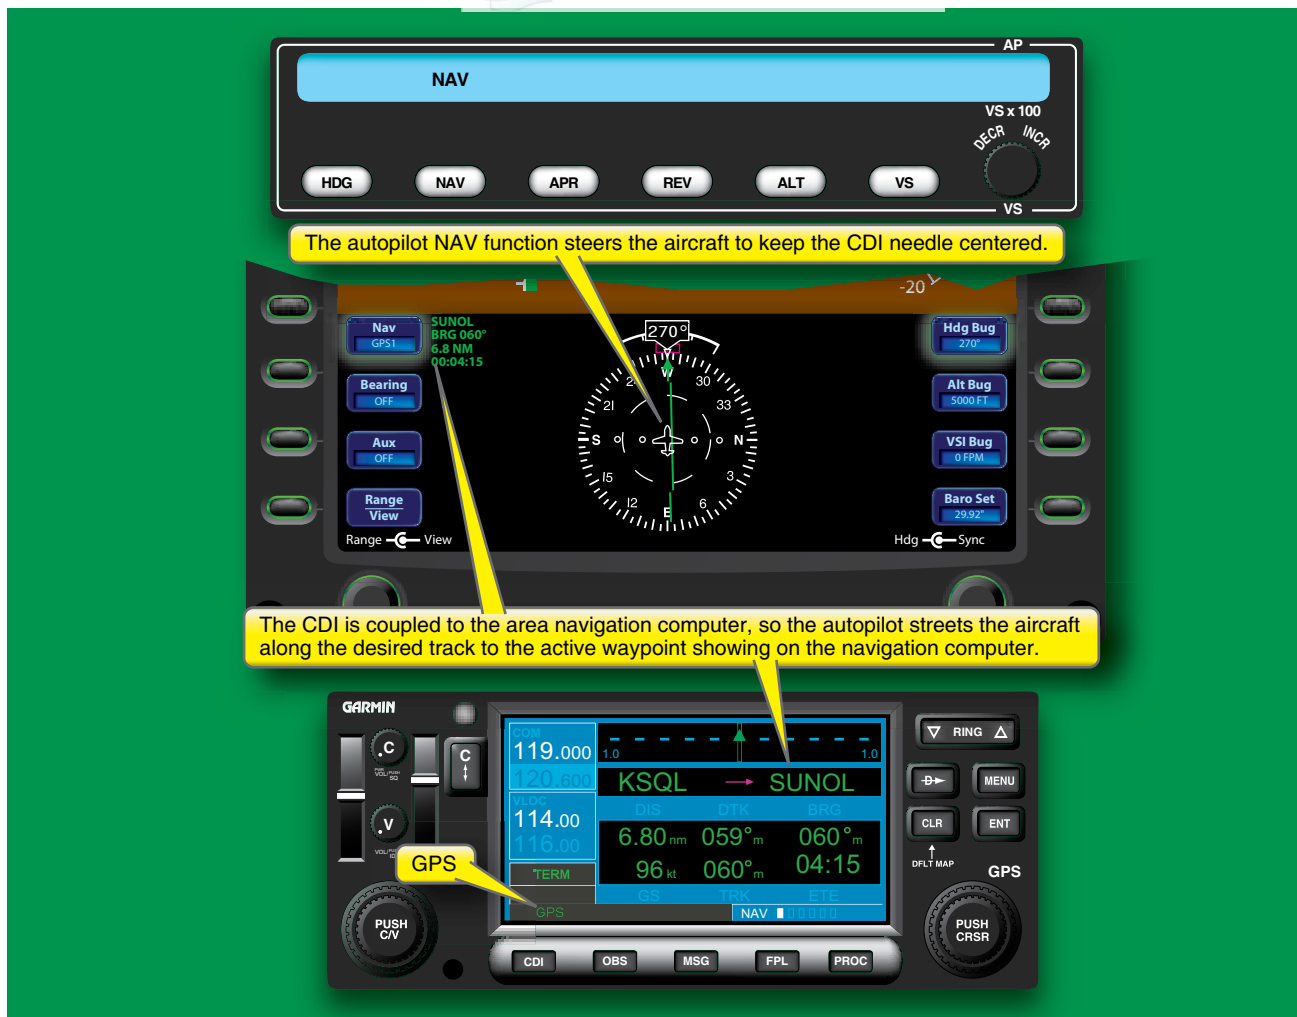 AP
NAV
VS x 100
DECR INCR
HDG NAV APR REV ALT VS
VS
The autopilot NAV function steers the aircraft to keep the CDI needle centered.
-20
Nav
GPS1
SUNOL
BRG 060°
6.8 NM
00:04:15
270°
Hdg Bug
270°
Bearing
OFF
Alt Bug
5000 FT
Aux
OFF
VSI Bug
0 FPM
Range
View
Baro Set
29.92"
W
30
33
N
3
6
E
12
15
S
21
Range View
Hdg Sync
The CDI is coupled to the area navigation computer, so the autopilot streets the aircraft
along the desired track to the active waypoint showing on the navigation computer.
GARMIN
.C
PWR
VOL/PUSH
SQ
C
COM
119.000
120.600
1.0 1.0
KSQL → SUNOL
VLOC
114.00
116.00
DIS DTK BRG
6.80 nm 059°m 060°m
96 kt 060°m 04:15
GS TRK ETE
TERM
GPS
NAV
.V
GPS
RING
D
MENU
CLR
ENT
DFLT MAP
GPS
PUSH
C/V
PUSH
CRSR
CDI OBS MSG FPL PROC